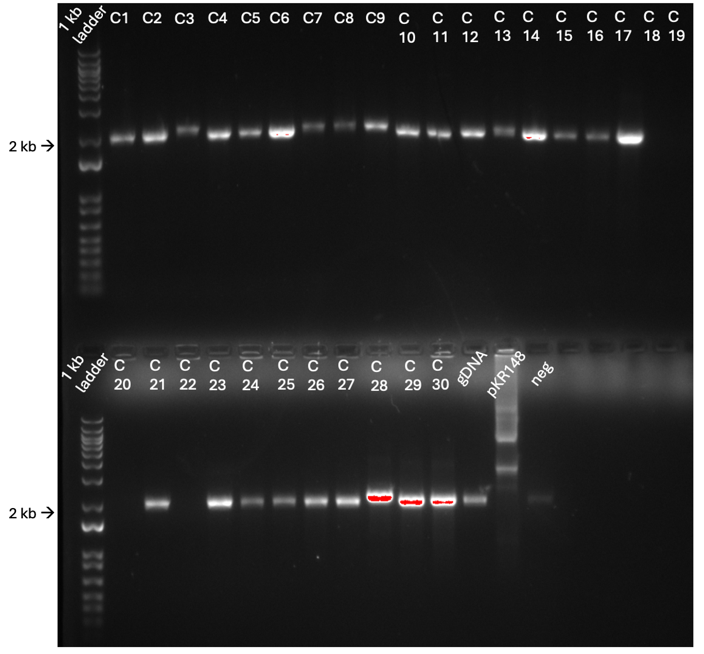 1 kb ladder C1 C2 C3 C4 C5 C6 C7 C8 C9 C 10 C 11 C 12 C 13 C 14 C 15 C 16 C 17 C 18 C 19
2 kb →
1 kb ladder C 20 C 21 C 22 C 23 C 24 C 25 C 26 C 27 C 28 C 29 C 30 gDNA pKR148 neg
2 kb →